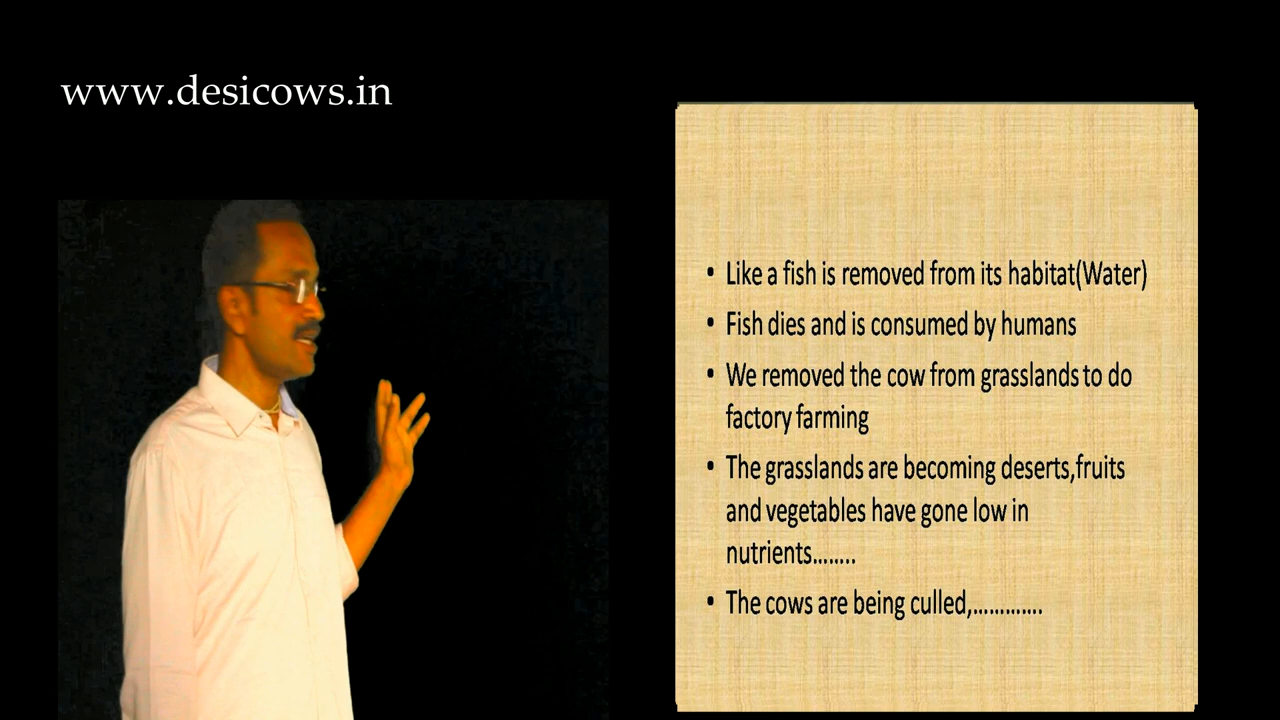 www.desicows.in
• Like a fish is removed from its habitat(Water)
• Fish dies and is consumed by humans
• We removed the cow from grasslands to do
factory farming
• The grasslands are becoming deserts,fruits
and vegetables have gone low in
nutrients........
• The cows are being culled,.............